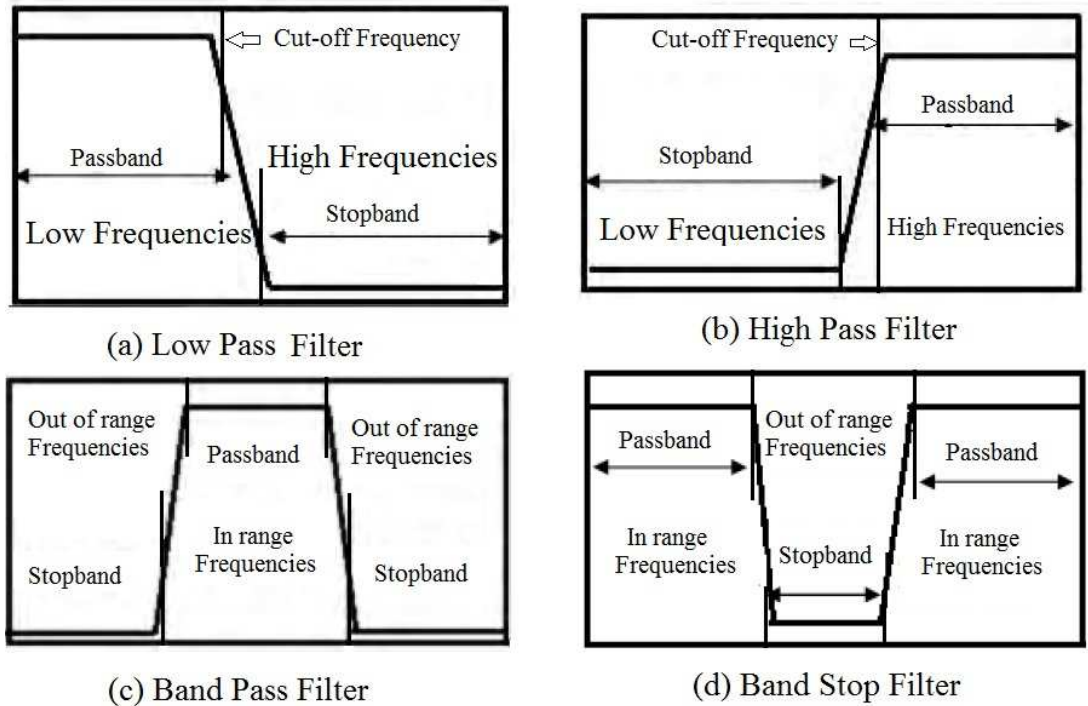 Cut-off Frequency
Passband
High Frequencies
Stopband
Low Frequencies
(a) Low Pass Filter
Cut-off Frequency
Passband
Stopband
Low Frequencies
High Frequencies
(b) High Pass Filter
Out of range
Frequencies
Passband
Out of range
Frequencies
In range
Frequencies
Stopband
Stopband
(c) Band Pass Filter
Out of range
Frequencies
Passband
Passband
In range
Frequencies
Stopband
In range
Frequencies
(d) Band Stop Filter